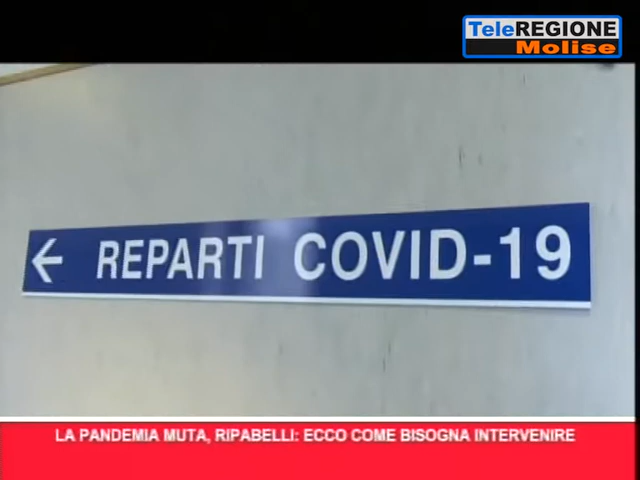 TeleREGIONE
Molise
REPARTI COVID-19
LA PANDEMIA MUTA, RIPABELLI: ECCO COME BISOGNA INTERVENIRE